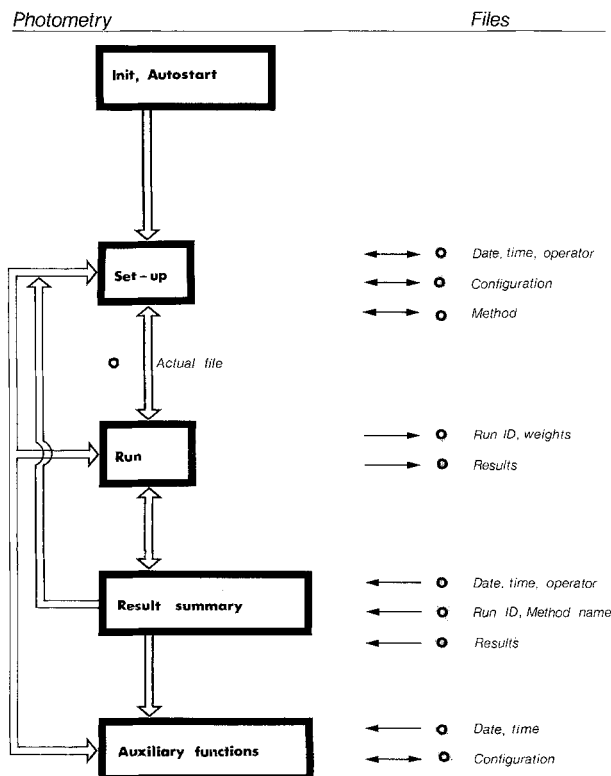 Photometry
Files
Init, Autostart
Set-up
Date, time, operator
Configuration
Method
Actual file
Run
Run ID, weights
Results
Result summary
Date, time, operator
Run ID, Method name
Results
Auxiliary functions
Date, time
Configuration